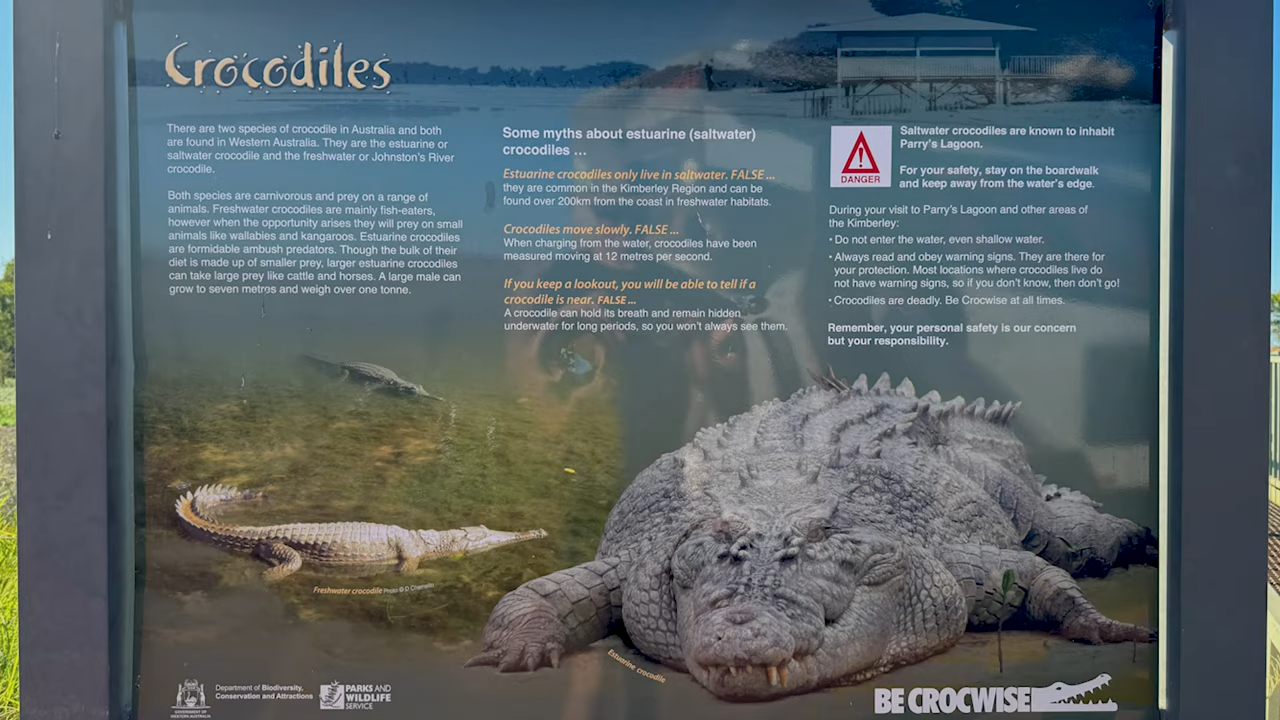 Crocodiles
There are two species of crocodile in Australia and both
are found in Western Australia. They are the estuarine or
saltwater crocodile and the freshwater or Johnston's River
crocodile.
Both species are carnivorous and prey on a range of
animals. Freshwater crocodiles are mainly fish-eaters,
however when the opportunity arises they will prey on small
animals like wallabies and kangaroos. Estuarine crocodiles
are formidable ambush predators. Though the bulk of their
diet is made up of smaller prey, larger estuarine crocodiles
can take large prey like cattle and horses. A large male can
grow to seven metres and weigh over one tonne.
Some myths about estuarine (saltwater)
crocodiles ...
Estuarine crocodiles only live in saltwater. FALSE ...
they are common in the Kimberley Region and can be
found over 200km from the coast in freshwater habitats.
Crocodiles move slowly. FALSE ...
When charging from the water, crocodiles have been
measured moving at 12 metres per second.
If you keep a lookout, you will be able to tell if a
crocodile is near. FALSE ...
A crocodile can hold its breath and remain hidden
underwater for long periods, so you won't always see them.
DANGER
Saltwater crocodiles are known to inhabit
Parry's Lagoon.
For your safety, stay on the boardwalk
and keep away from the water's edge.
During your visit to Parry's Lagoon and other areas of
the Kimberley:
• Do not enter the water, even shallow water.
• Always read and obey warning signs. They are there for
your protection. Most locations where crocodiles live do
not have warning signs, so if you don't know, then don't go!
• Crocodiles are deadly. Be Crocwise at all times.
Remember, your personal safety is our concern
but your responsibility.
Freshwater crocodile Photo © D Charnello
Estuarine crocodile
GOVERNMENT OF
WESTERN AUSTRALIA
Department of Biodiversity,
Conservation and Attractions
PARKS AND
WILDLIFE
SERVICE
BE CROCWISE